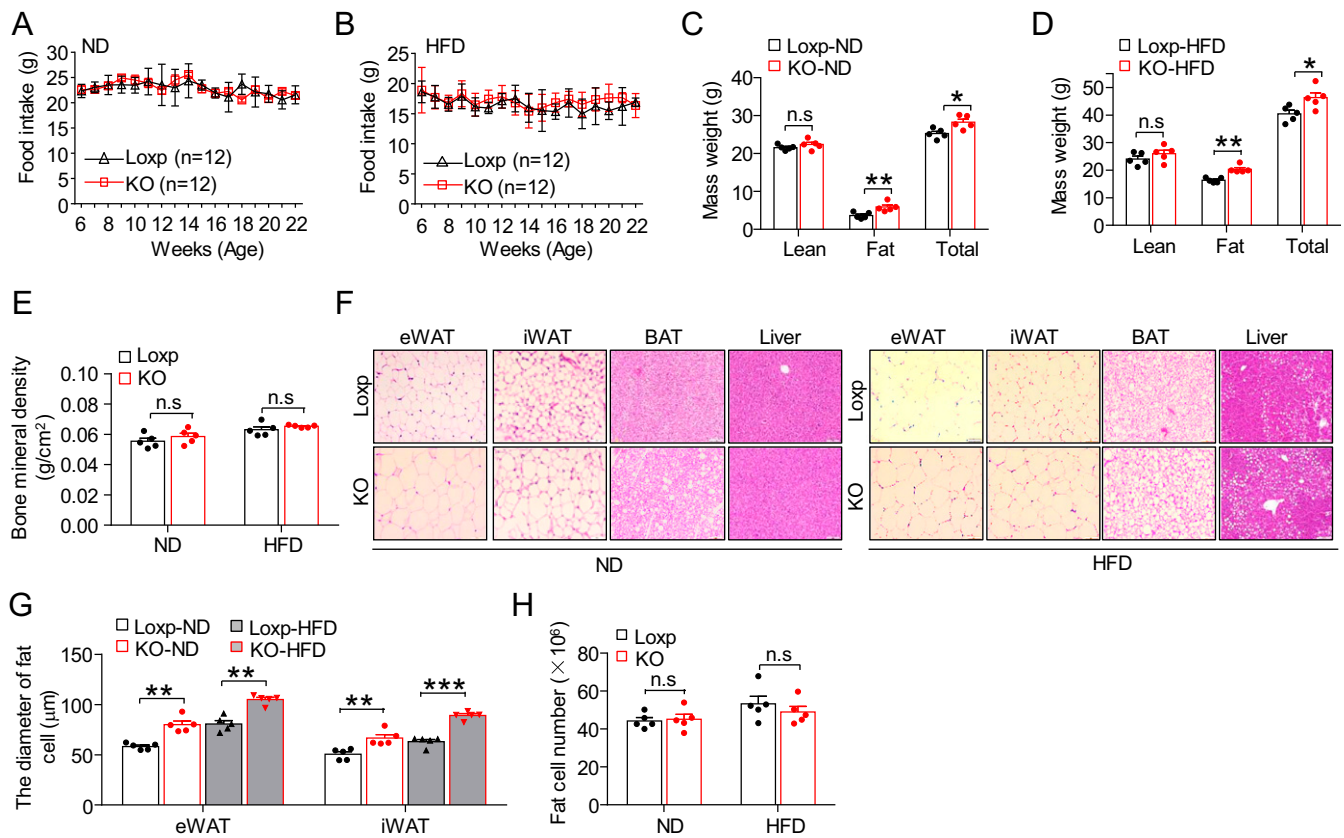 A
ND
Food intake (g)
30
25
20
15
10
5
0
Loxp (n=12)
KO (n=12)
6 8 10 12 14 16 18 20 22
Weeks (Age)
B
HFD
Food intake (g)
25
20
15
10
5
0
Loxp (n=12)
KO (n=12)
6 8 10 12 14 16 18 20 22
Weeks (Age)
C
Loxp-ND
KO-ND
Mass weight (g)
40
30
20
10
0
n.s
**
*
Lean Fat Total
D
Loxp-HFD
KO-HFD
Mass weight (g)
50
40
30
20
10
0
n.s
**
*
Lean Fat Total
E
Loxp
KO
Bone mineral density
(g/cm2)
0.10
0.08
0.06
0.04
0.02
0.00
n.s n.s
ND HFD
F
eWAT iWAT BAT Liver
Loxp
KO
ND
eWAT iWAT BAT Liver
Loxp
KO
HFD
G
Loxp-ND Loxp-HFD
KO-ND KO-HFD
The diameter of fat
cell (μm)
150
100
50
0
** ** ** ***
eWAT iWAT
H
Loxp
KO
Fat cell number (×10⁶)
80
60
40
20
0
n.s n.s
ND HFD